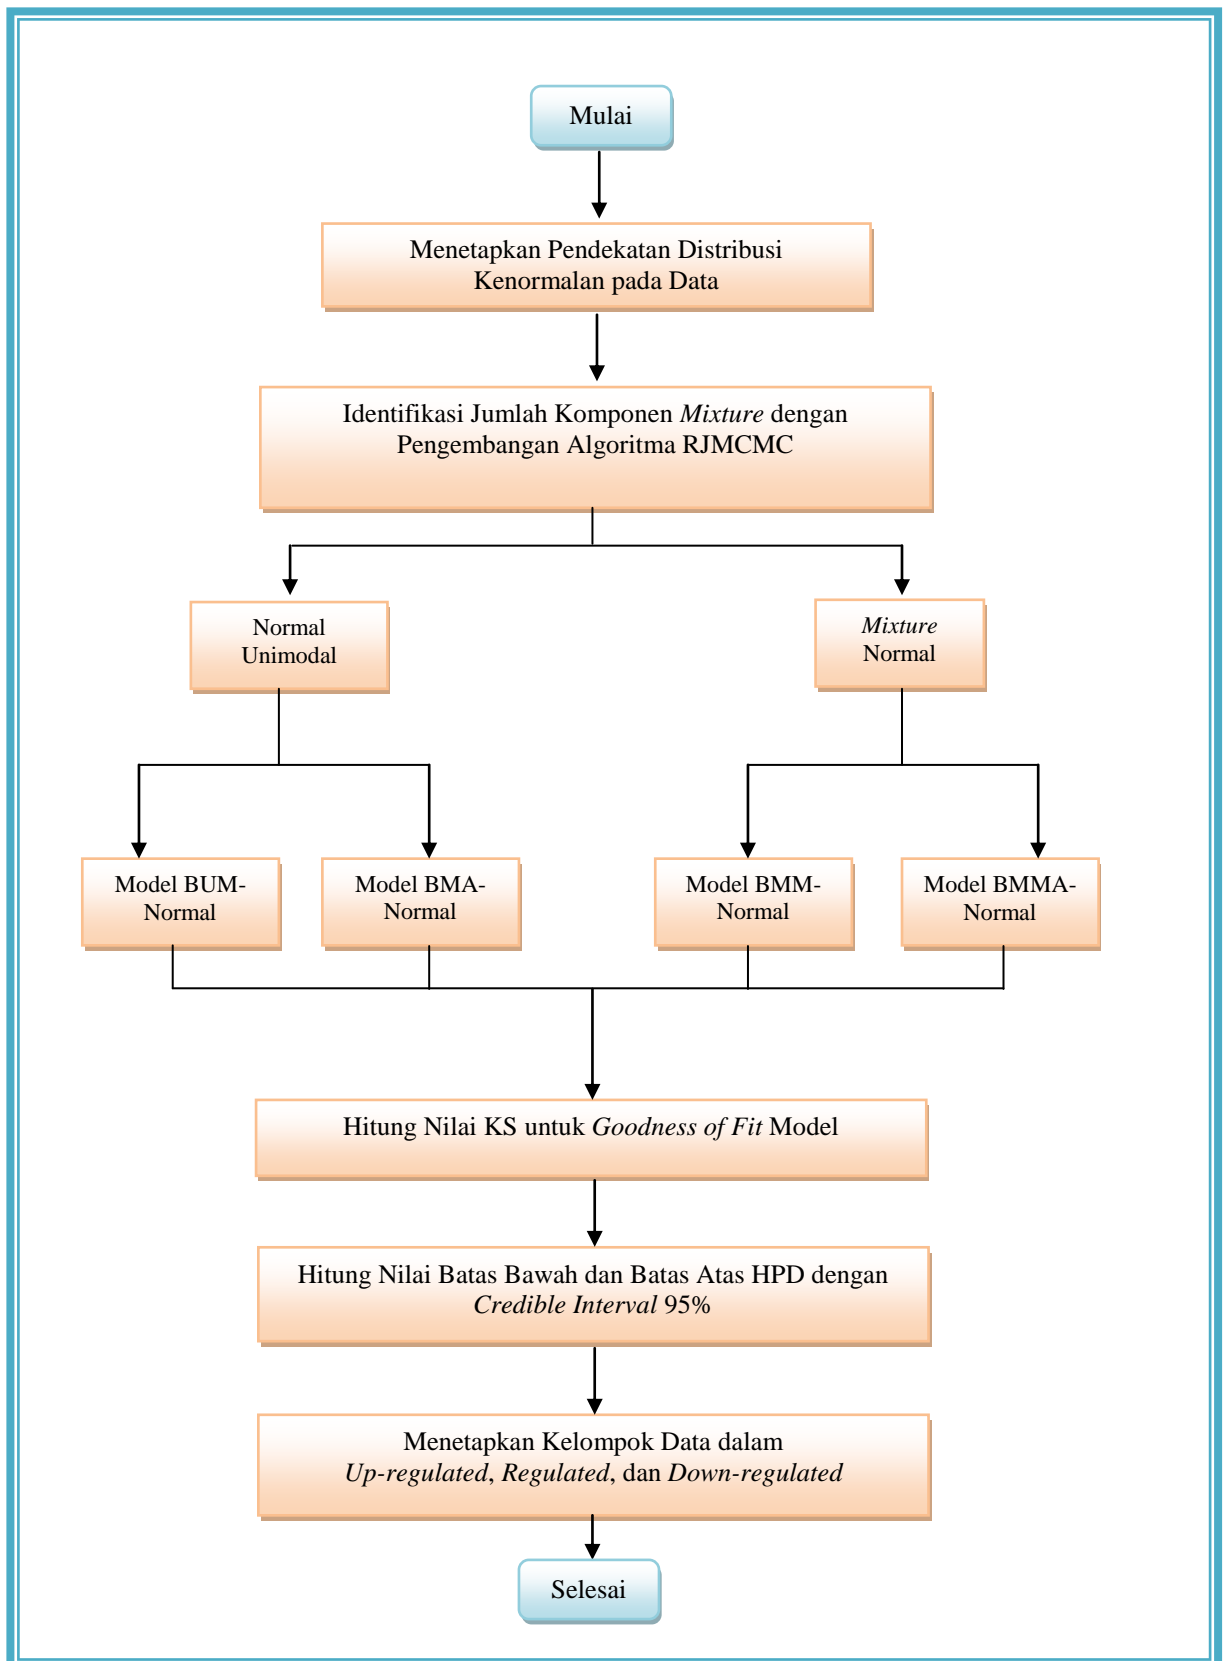 Mulai
Menetapkan Pendekatan Distribusi
Kenormalan pada Data
Identifikasi Jumlah Komponen Mixture dengan
Pengembangan Algoritma RJMCMC
Normal
Unimodal
Mixture
Normal
Model BUM-
Normal
Model BMA-
Normal
Model BMM-
Normal
Model BMMA-
Normal
Hitung Nilai KS untuk Goodness of Fit Model
Hitung Nilai Batas Bawah dan Batas Atas HPD dengan
Credible Interval 95%
Menetapkan Kelompok Data dalam
Up-regulated, Regulated, dan Down-regulated
Selesai